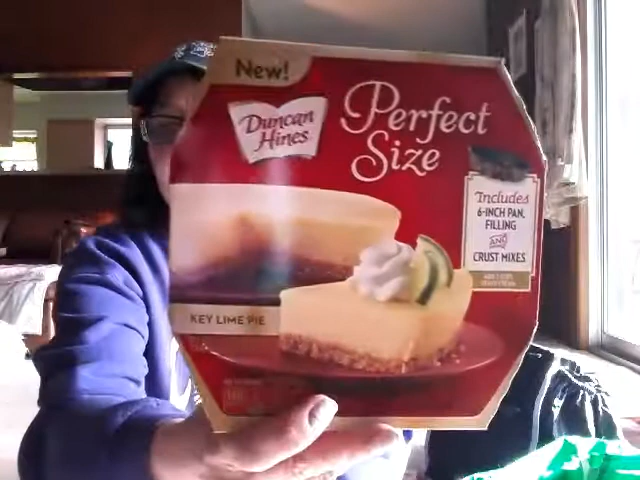 New!
Duncan
Hines
Perfect
Size
Includes
6-INCH PAN,
FILLING
AND
CRUST MIXES
KEY LIME PIE